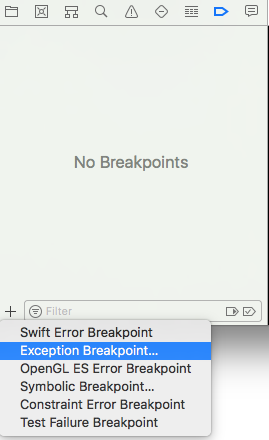 No Breakpoints
Filter
Swift Error Breakpoint
Exception Breakpoint...
OpenGL ES Error Breakpoint
Symbolic Breakpoint...
Constraint Error Breakpoint
Test Failure Breakpoint